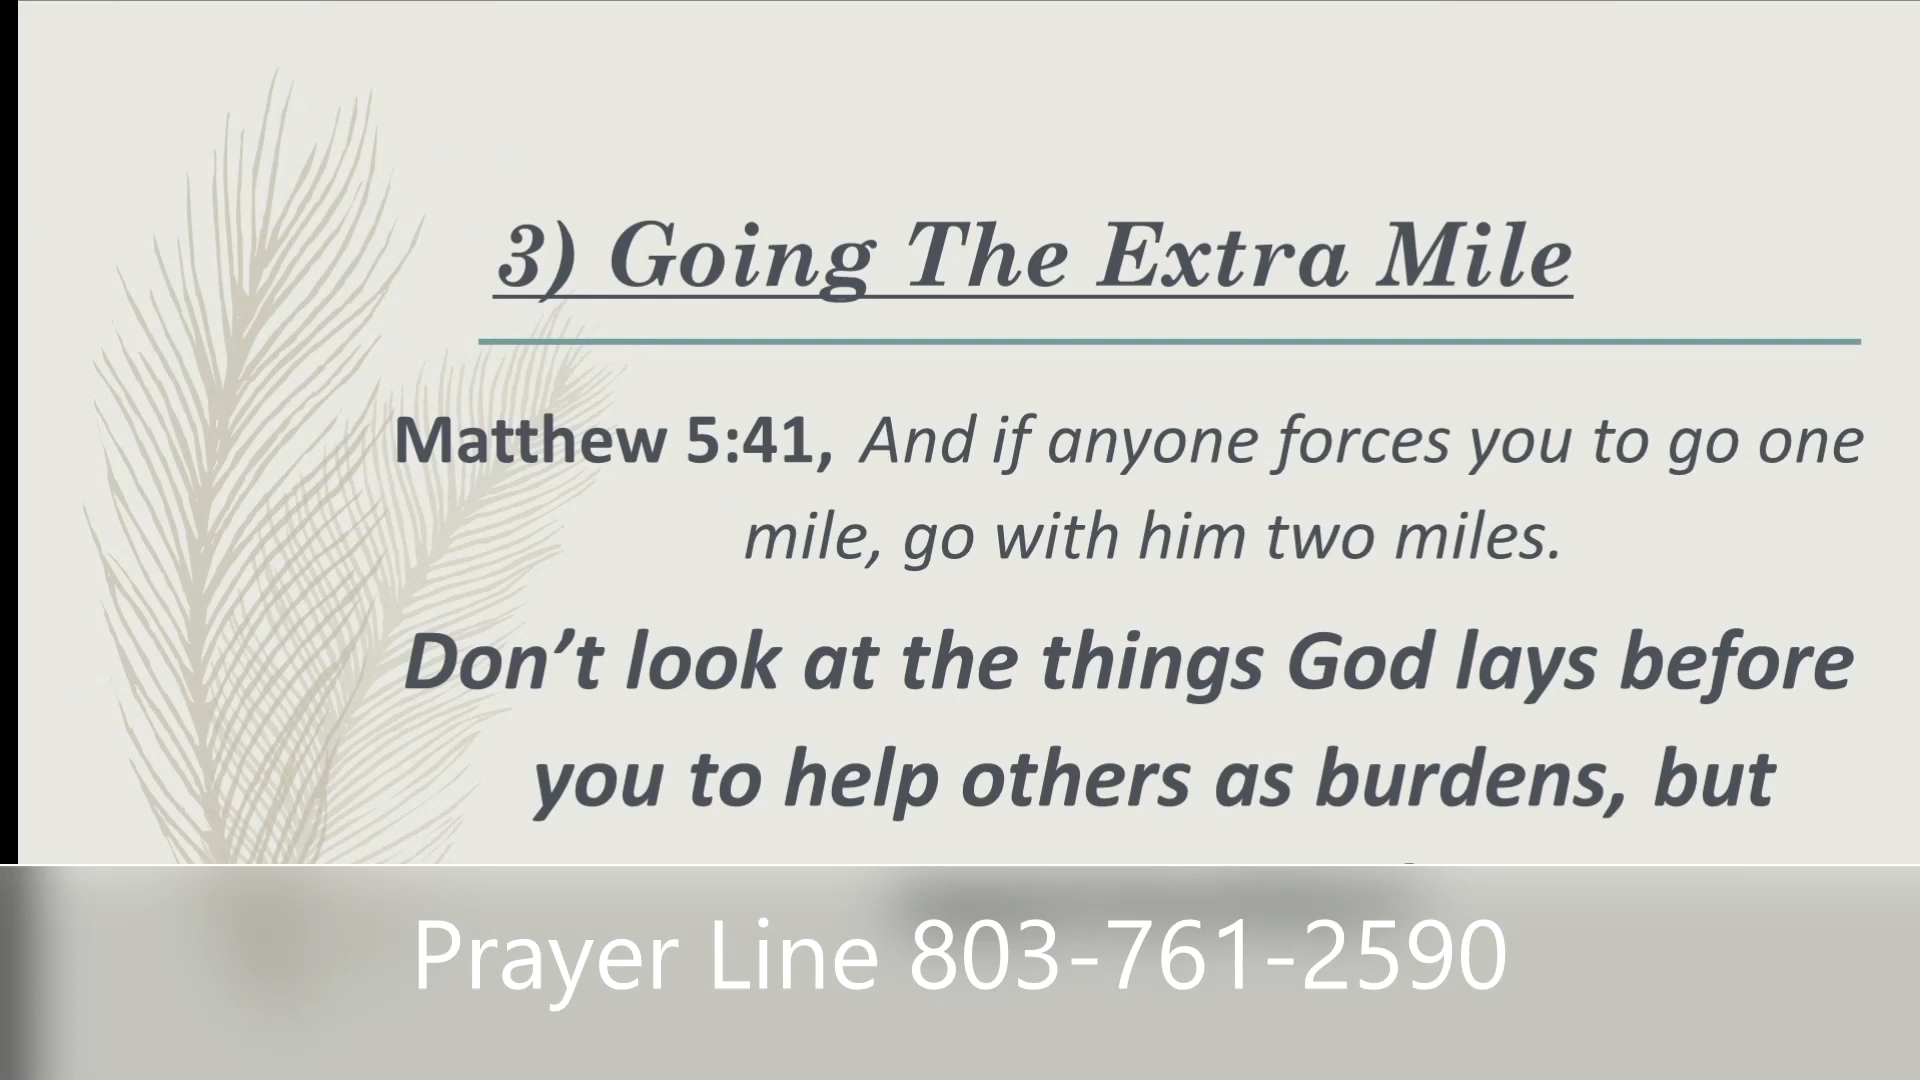 3) Going The Extra Mile
Matthew 5:41, And if anyone forces you to go one
mile, go with him two miles.
Don’t look at the things God lays before
you to help others as burdens, but
Prayer Line 803-761-2590